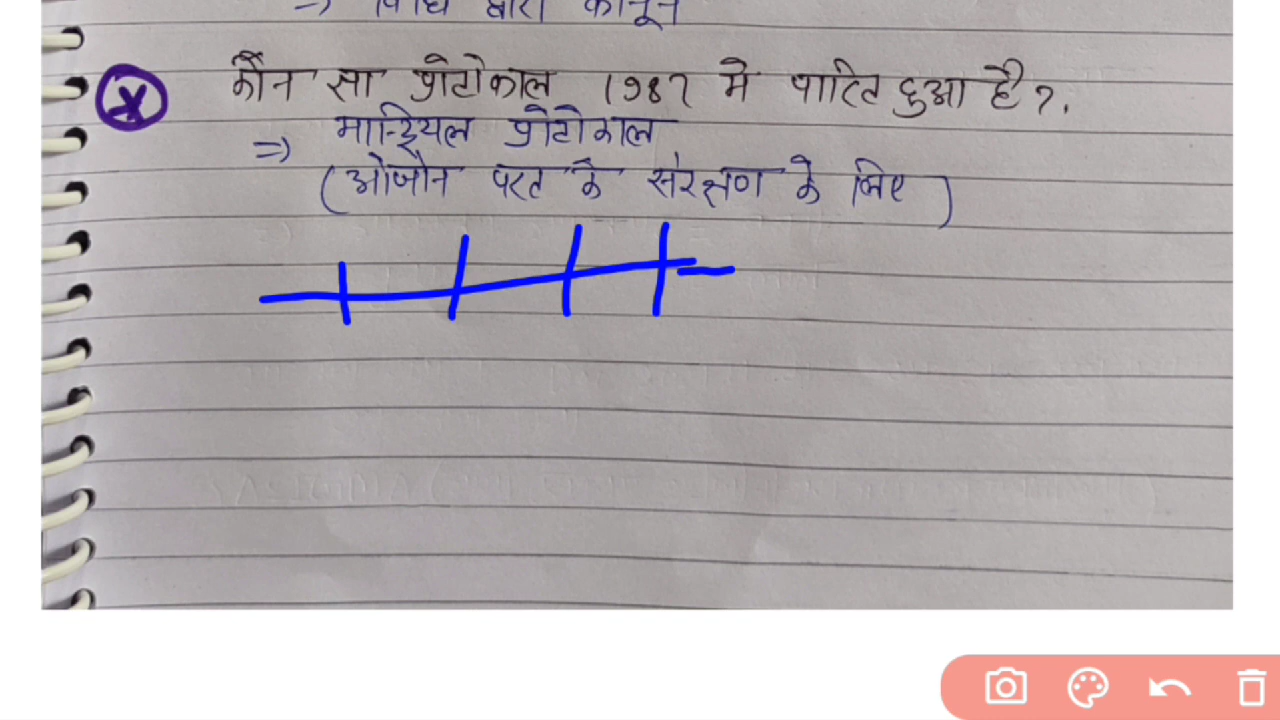 => विधि द्वारा कानून
कौन सा प्रोटोकाल 1987 मे पारित हुआ है ?.
=> मान्ट्रियल प्रोटोकाल
(ओजोन परत के संरक्षण के लिए)